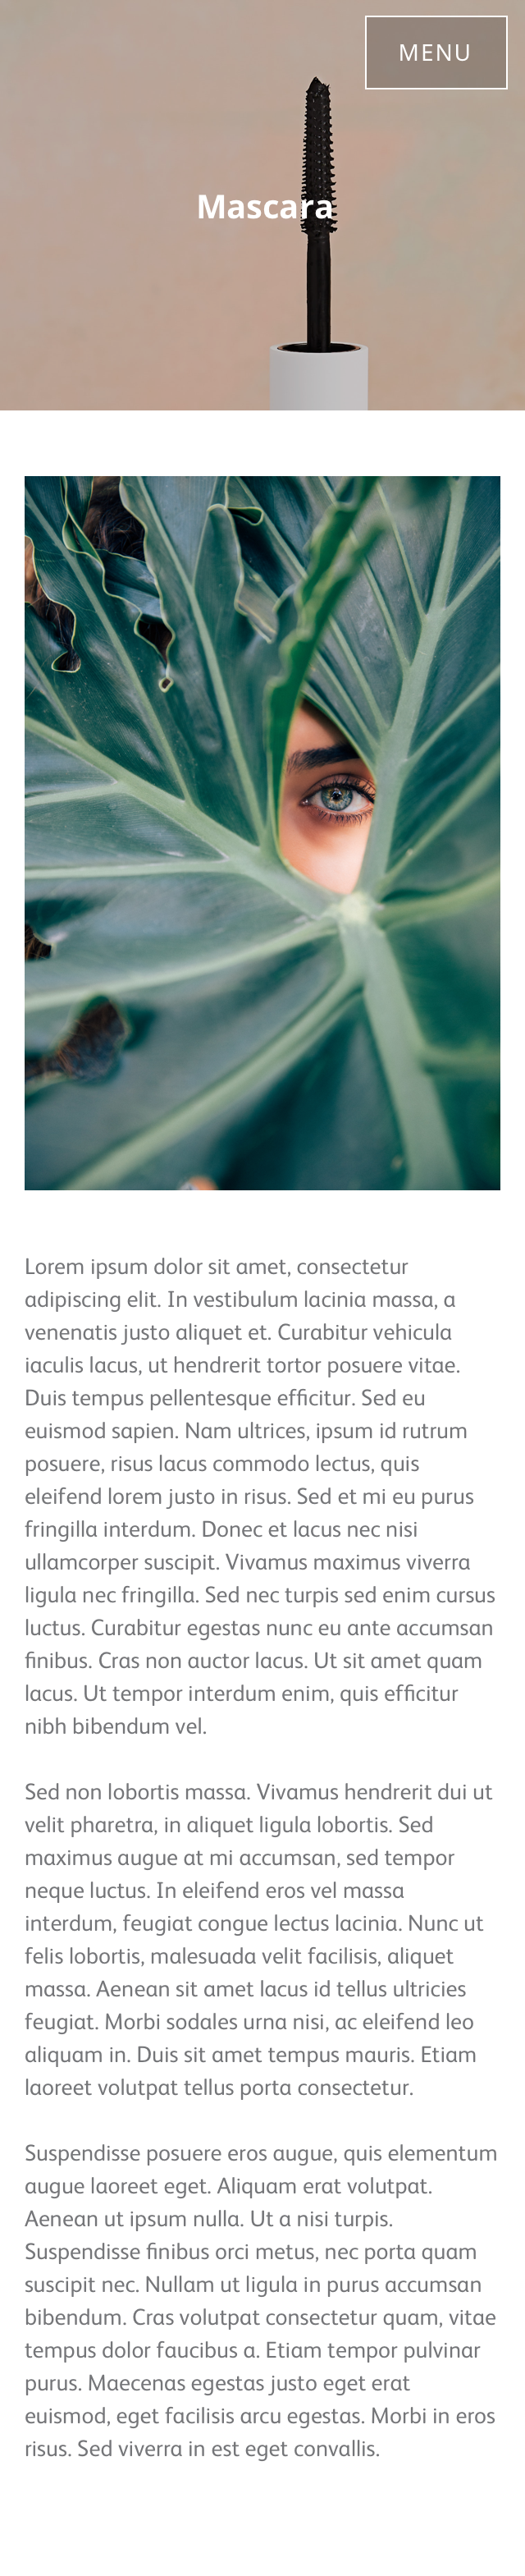 MENU
Mascara
Lorem ipsum dolor sit amet, consectetur
adipiscing elit. In vestibulum lacinia massa, a
venenatis justo aliquet et. Curabitur vehicula
iaculis lacus, ut hendrerit tortor posuere vitae.
Duis tempus pellentesque efficitur. Sed eu
euismod sapien. Nam ultrices, ipsum id rutrum
posuere, risus lacus commodo lectus, quis
eleifend lorem justo in risus. Sed et mi eu purus
fringilla interdum. Donec et lacus nec nisi
ullamcorper suscipit. Vivamus maximus viverra
ligula nec fringilla. Sed nec turpis sed enim cursus
luctus. Curabitur egestas nunc eu ante accumsan
finibus. Cras non auctor lacus. Ut sit amet quam
lacus. Ut tempor interdum enim, quis efficitur
nibh bibendum vel.
Sed non lobortis massa. Vivamus hendrerit dui ut
velit pharetra, in aliquet ligula lobortis. Sed
maximus augue at mi accumsan, sed tempor
neque luctus. In eleifend eros vel massa
interdum, feugiat congue lectus lacinia. Nunc ut
felis lobortis, malesuada velit facilisis, aliquet
massa. Aenean sit amet lacus id tellus ultricies
feugiat. Morbi sodales urna nisi, ac eleifend leo
aliquam in. Duis sit amet tempus mauris. Etiam
laoreet volutpat tellus porta consectetur.
Suspendisse posuere eros augue, quis elementum
augue laoreet eget. Aliquam erat volutpat.
Aenean ut ipsum nulla. Ut a nisi turpis.
Suspendisse finibus orci metus, nec porta quam
suscipit nec. Nullam ut ligula in purus accumsan
bibendum. Cras volutpat consectetur quam, vitae
tempus dolor faucibus a. Etiam tempor pulvinar
purus. Maecenas egestas justo eget erat
euismod, eget facilisis arcu egestas. Morbi in eros
risus. Sed viverra in est eget convallis.